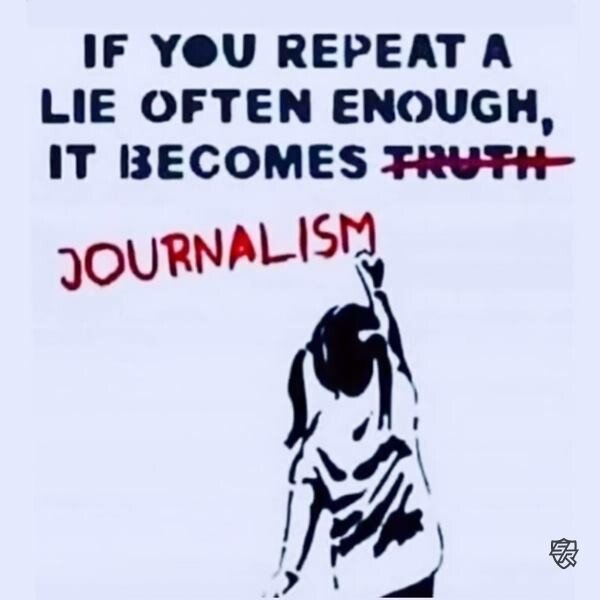 IF YOU REPEAT A
LIE OFTEN ENOUGH,
IT BECOMES TRUTH
JOURNALISM